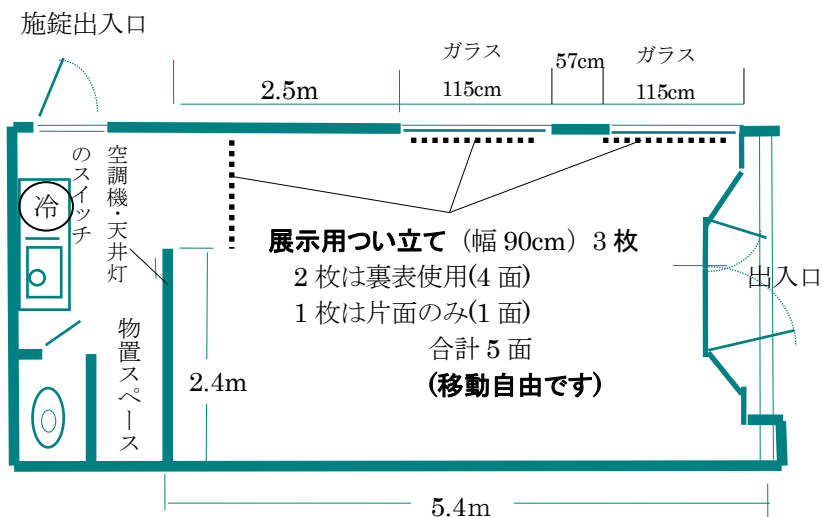 施錠出入口
ガラス
57cm
ガラス
2.5m
115cm
115cm
空調機・天井灯
のスイッチ
冷
展示用つい立て（幅 90cm）3 枚
2 枚は裏表使用(4 面)
1 枚は片面のみ(1 面)
合計 5 面
(移動自由です)
出入口
物置スペース
2.4m
5.4m